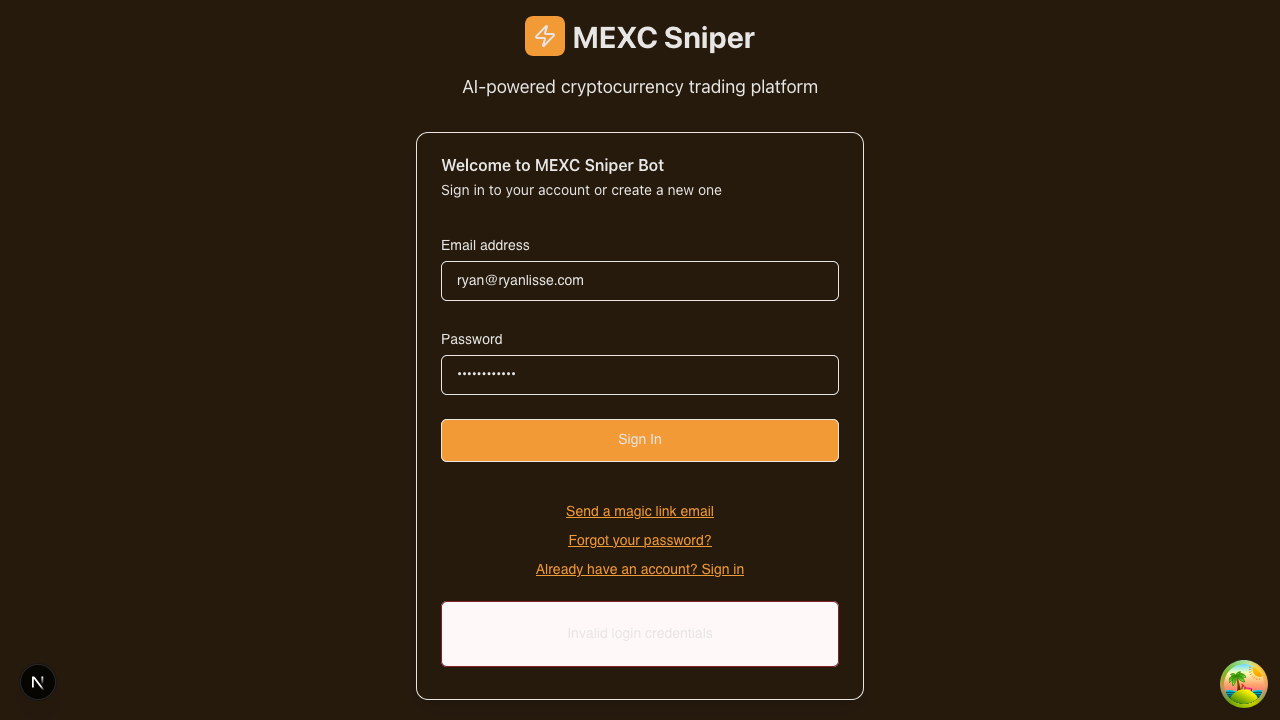 MEXC Sniper
AI-powered cryptocurrency trading platform
Welcome to MEXC Sniper Bot
Sign in to your account or create a new one
Email address
ryan@ryanlisse.com
Password
••••••••••••
Sign In
Send a magic link email
Forgot your password?
Already have an account? Sign in
Invalid login credentials
N